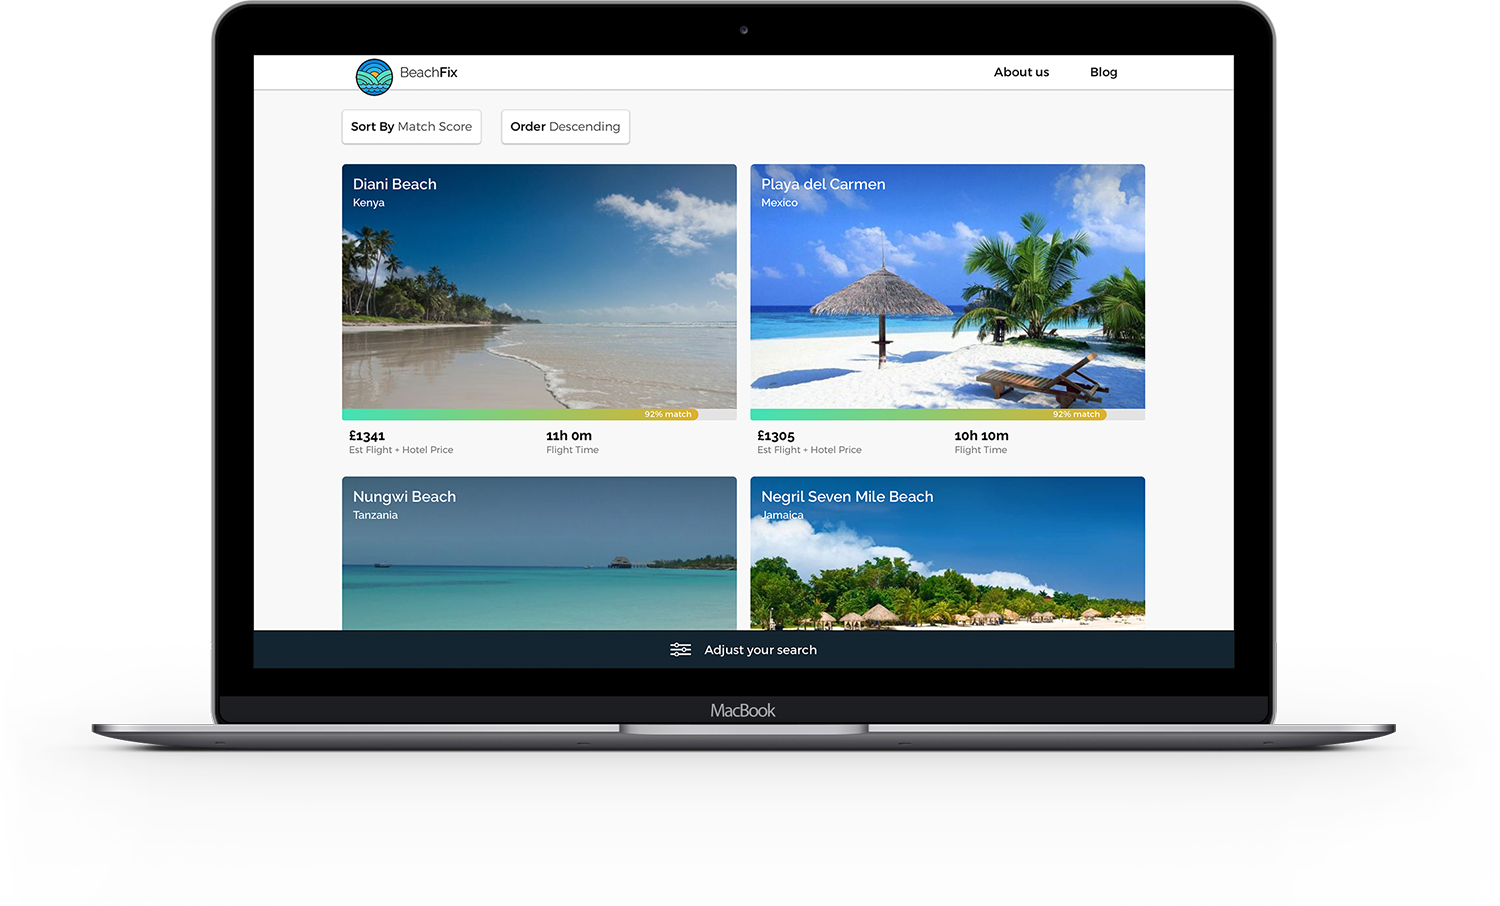 BeachFix
About us
Blog
Sort By Match Score
Order Descending
Diani Beach
Kenya
Playa del Carmen
Mexico
92% match
92% match
£1341
Est Flight + Hotel Price
11h 0m
Flight Time
£1305
Est Flight + Hotel Price
10h 10m
Flight Time
Nungwi Beach
Tanzania
Negril Seven Mile Beach
Jamaica
Adjust your search
MacBook